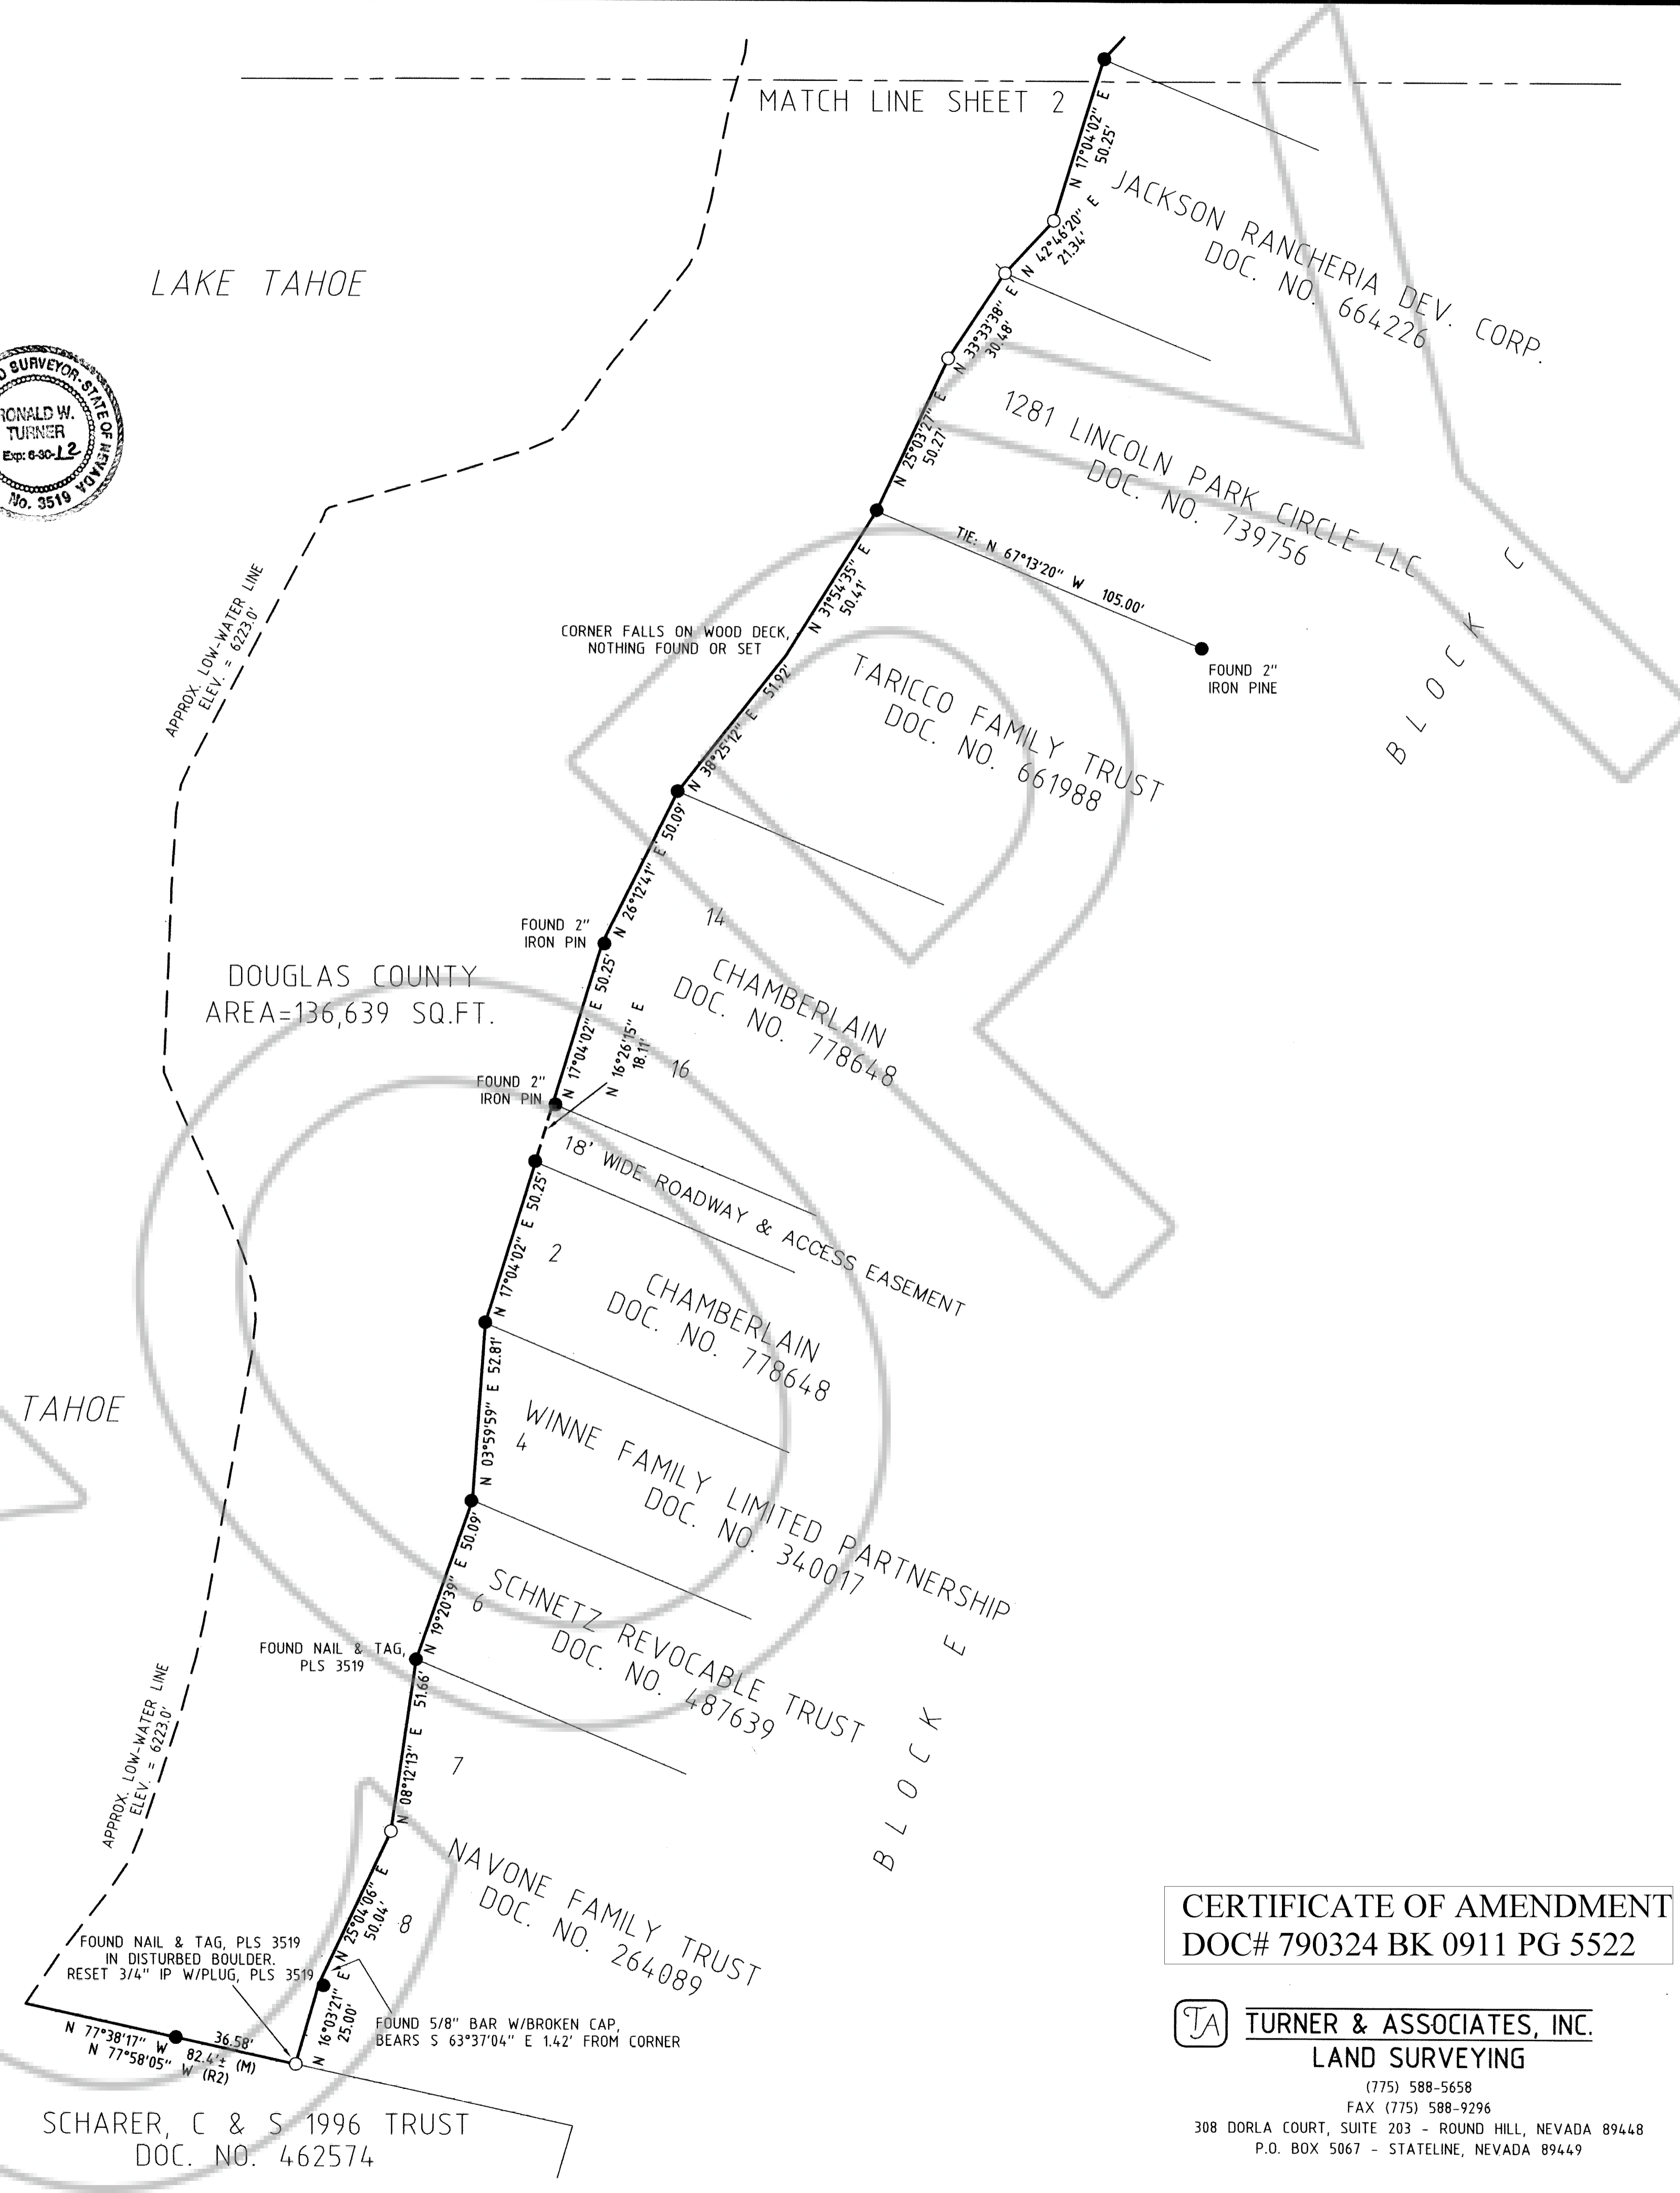 MATCH LINE SHEET 2
N 17°04'02" E
50.25'
JACKSON RANCHERIA DEV. CORP.
DOC. NO. 664226
N 42°46'20" E
21.34'
LAKE TAHOE
SURVEYOR-STATE OF NEVADA
RONALD W.
TURNER
Exp: 6-30-12
No. 3519
N 33°33'38" E
30.48'
1281 LINCOLN PARK CIRCLE LLC
DOC. NO. 739756
N 25°03'27" E
50.27'
TIE: N 67°13'20" W 105.00'
BLOCK C
N 31°54'35" E
50.41'
APPROX. LOW-WATER LINE
ELEV. = 6223.0'
CORNER FALLS ON WOOD DECK,
NOTHING FOUND OR SET
FOUND 2"
IRON PINE
TARICCO FAMILY TRUST
DOC. NO. 661988
N 38°25'12" E 51.92'
N 26°12'41" E 50.09'
14
FOUND 2"
IRON PIN
DOUGLAS COUNTY
AREA=136,639 SQ.FT.
CHAMBERLAIN
DOC. NO. 778648
N 17°04'02" E 50.25'
N 16°26'15" E
18.11'
16
FOUND 2"
IRON PIN
18' WIDE ROADWAY & ACCESS EASEMENT
N 17°04'02" E 50.25'
2
CHAMBERLAIN
DOC. NO. 778648
N 03°59'59" E 52.81'
TAHOE
WINNE FAMILY LIMITED PARTNERSHIP
4
DOC. NO. 340017
N 19°20'39" E 50.09'
6
SCHNETZ REVOCABLE TRUST
DOC. NO. 487639
BLOCK E
FOUND NAIL & TAG,
PLS 3519
N 08°12'13" E 51.66'
7
APPROX. LOW-WATER LINE
ELEV. = 6223.0'
NAVONE FAMILY TRUST
DOC. NO. 264089
N 25°04'06" E
50.04'
8
FOUND NAIL & TAG, PLS 3519
IN DISTURBED BOULDER.
RESET 3/4" IP W/PLUG, PLS 3519
N 16°03'21" E
25.00'
FOUND 5/8" BAR W/BROKEN CAP,
BEARS S 63°37'04" E 1.42' FROM CORNER
36.58'
N 77°38'17" W 82.4'± (M)
N 77°58'05" W (R2)
SCHARER, C & S 1996 TRUST
DOC. NO. 462574
CERTIFICATE OF AMENDMENT
DOC# 790324 BK 0911 PG 5522
TA
TURNER & ASSOCIATES, INC.
LAND SURVEYING
(775) 588-5658
FAX (775) 588-9296
308 DORLA COURT, SUITE 203 - ROUND HILL, NEVADA 89448
P.O. BOX 5067 - STATELINE, NEVADA 89449
COPY